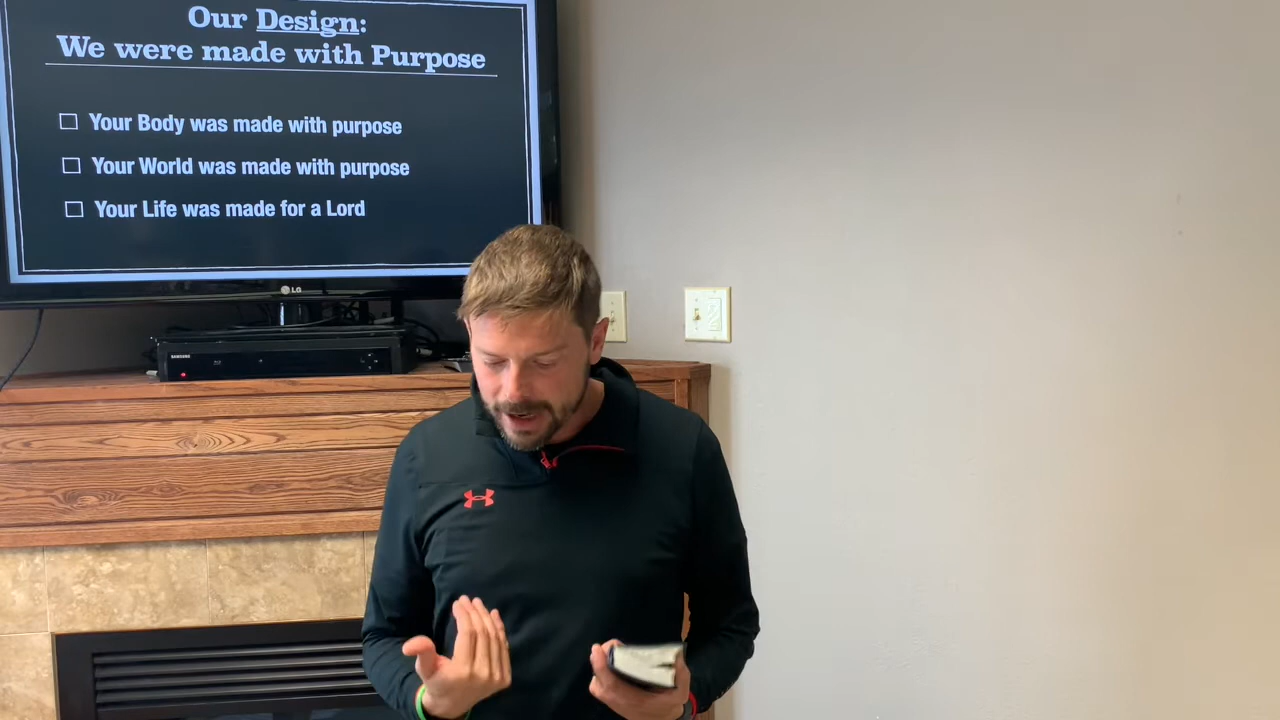 Our Design:
We were made with Purpose
Your Body was made with purpose
Your World was made with purpose
Your Life was made for a Lord
LG
SAMSUNG